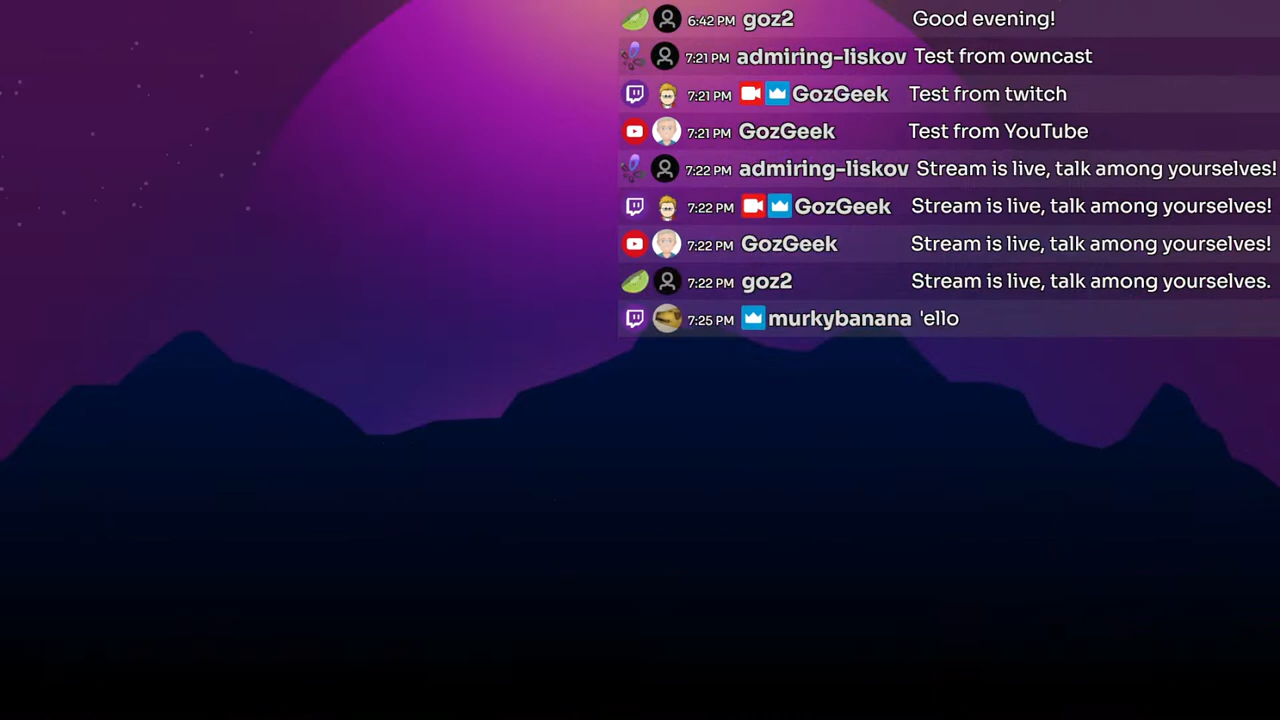 6:42 PM goz2 Good evening!
7:21 PM admiring-liskov Test from owncast
7:21 PM GozGeek Test from twitch
7:21 PM GozGeek Test from YouTube
7:22 PM admiring-liskov Stream is live, talk among yourselves!
7:22 PM GozGeek Stream is live, talk among yourselves!
7:22 PM GozGeek Stream is live, talk among yourselves!
7:22 PM goz2 Stream is live, talk among yourselves.
7:25 PM murkybanana 'ello